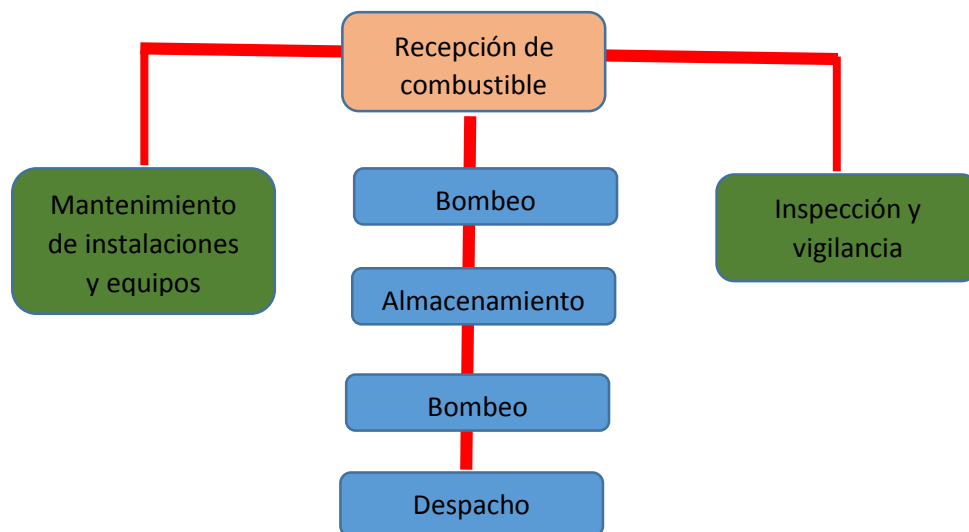 Recepción de
combustible
Mantenimiento
de instalaciones
y equipos
Bombeo
Inspección y
vigilancia
Almacenamiento
Bombeo
Despacho